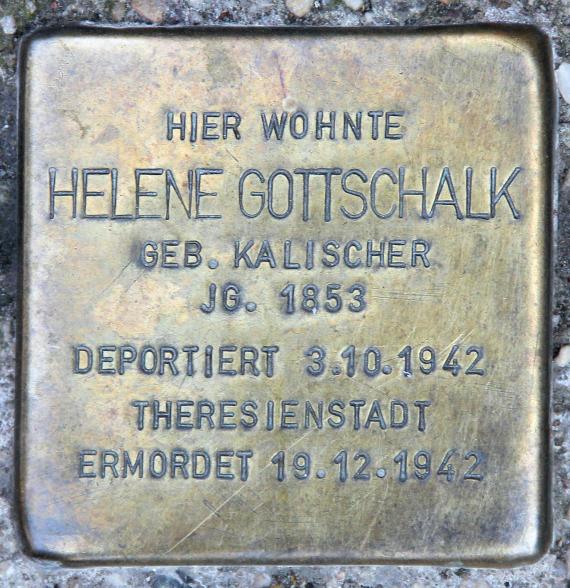 HIER WOHNTE
HELENE GOTTSCHALK
GEB. KALISCHER
JG. 1853
DEPORTIERT 3.10.1942
THERESIENSTADT
ERMORDET 19.12.1942